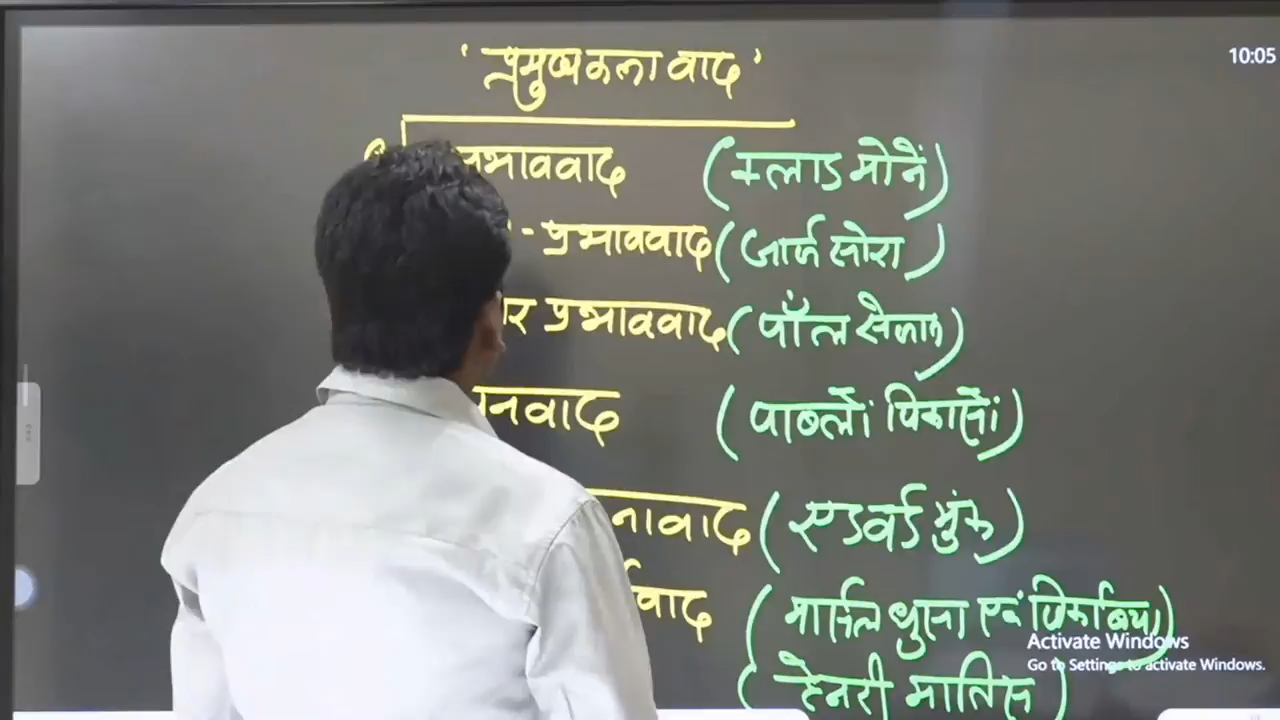 'प्रमुख कला वाद'
10:05
प्रभाववाद (क्लाड मोनें)
- प्रभाववाद (जार्ज सोरा)
प्रभाववाद (पॉल सेजान)
(पाब्लों पिकासों)
(एडवर्ड मुंक)
(मार्सल धुसा एवं पिकाबिया)
(हेनरी मातिस)
Activate Windows
Go to Settings to activate Windows.